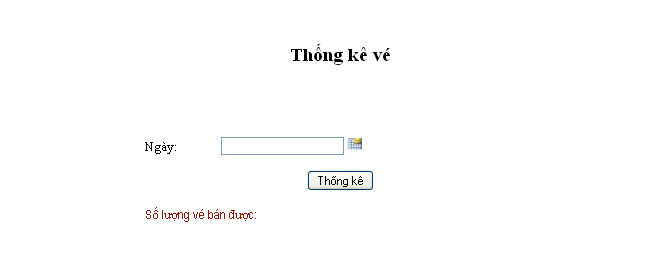 Thống kê vé
Ngày:
Thống kê
Số lượng vé bán được: